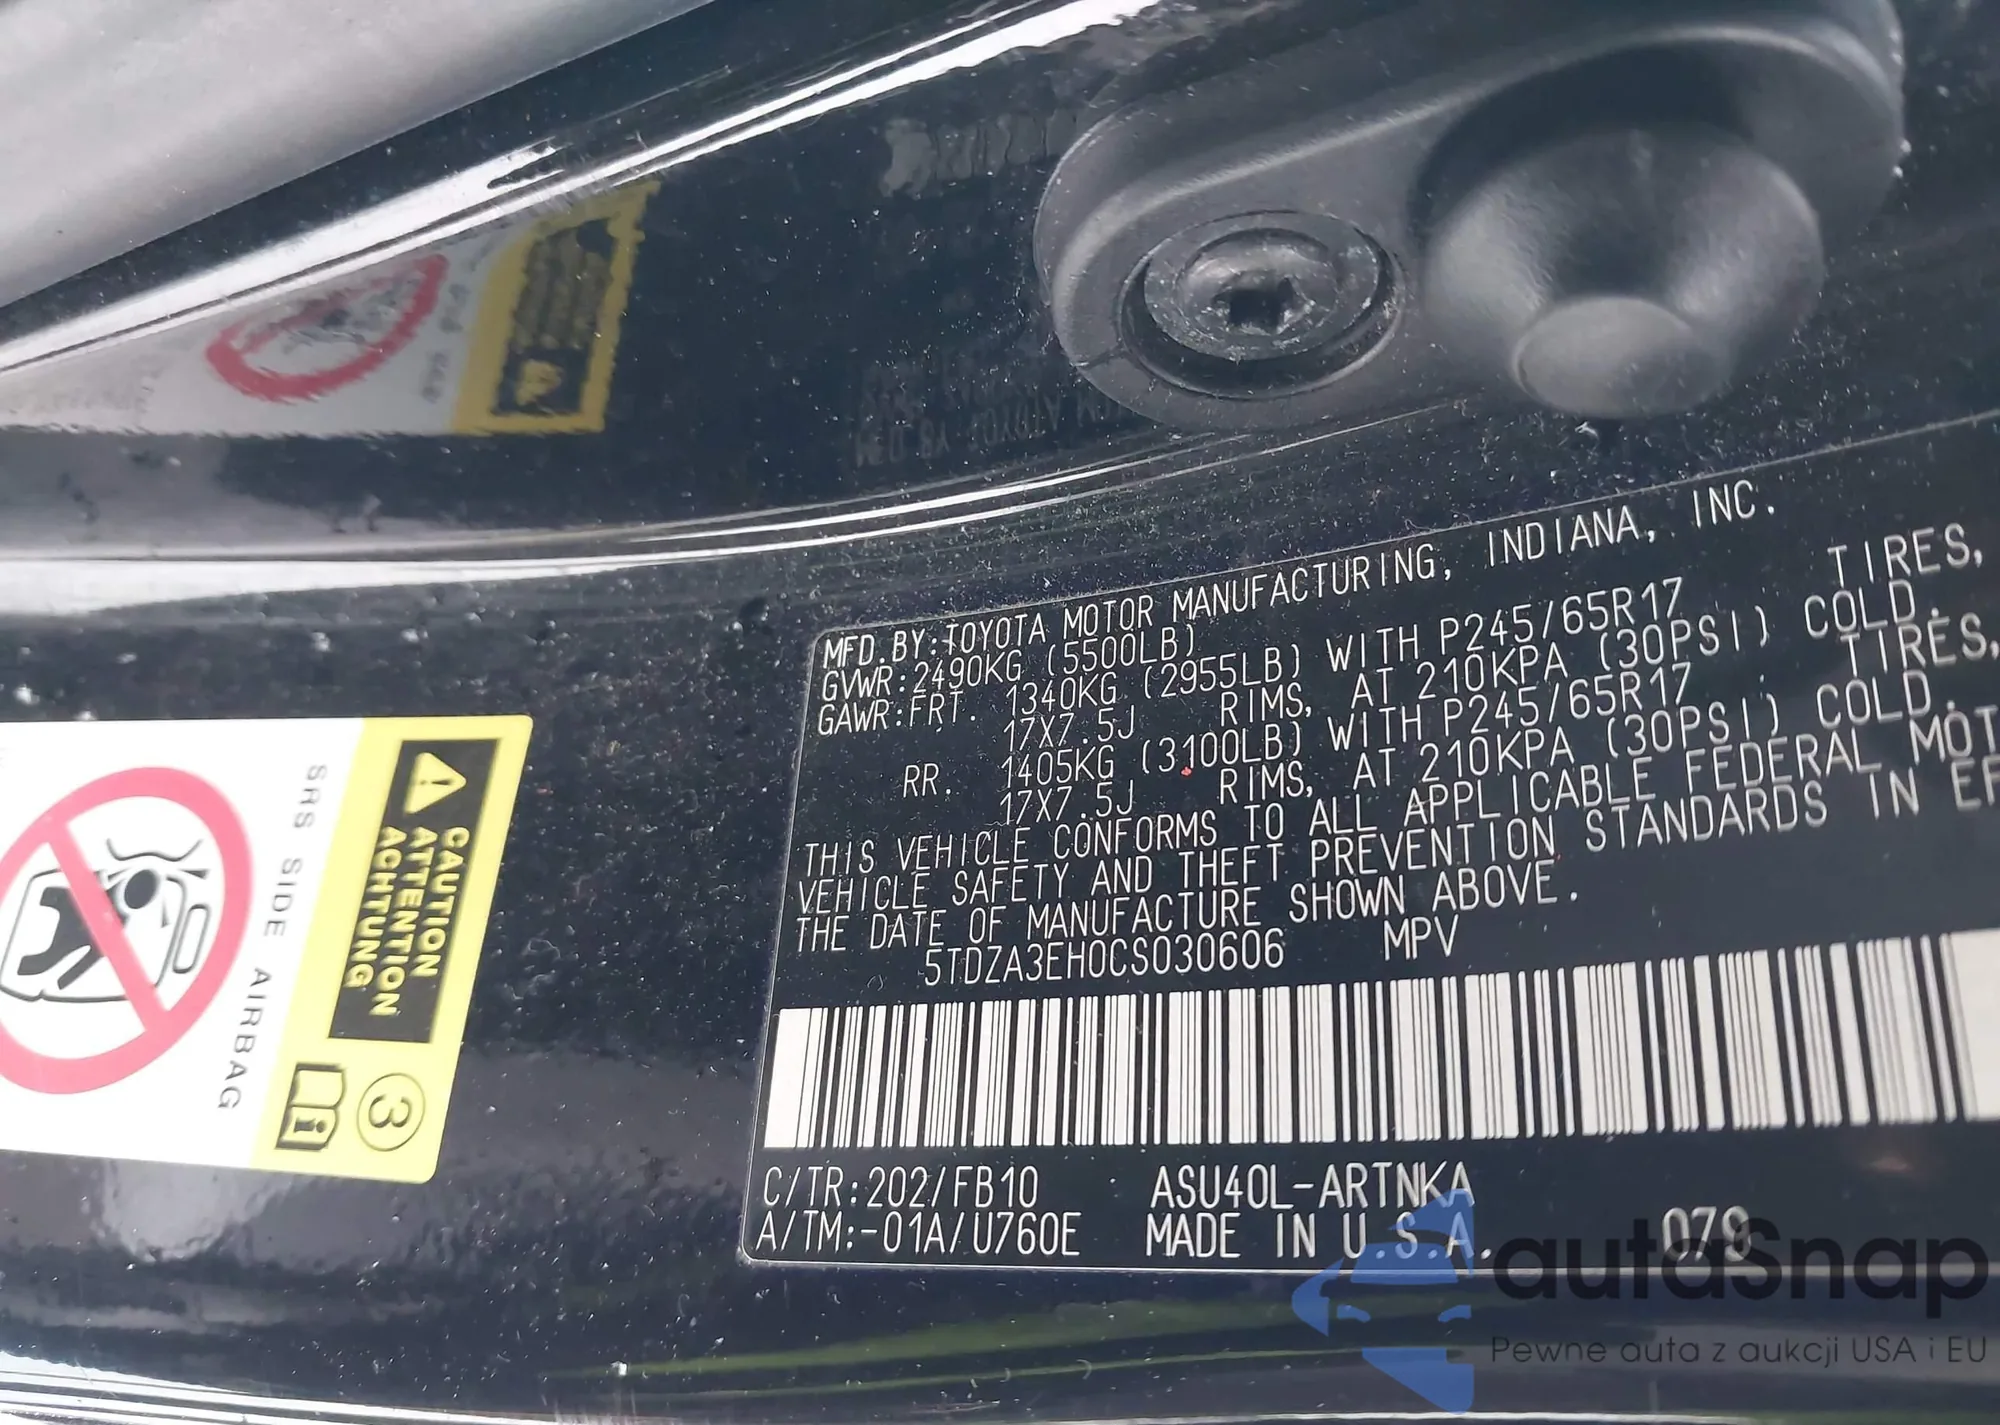 MFD. BY: TOYOTA MOTOR MANUFACTURING, INDIANA, INC.
GVWR: 2490KG (5500LB)
GAWR: FRT. 1340KG (2955LB) WITH P245/65R17 TIRES,
17X7.5J RIMS, AT 210KPA (30PSI) COLD.
RR. 1405KG (3100LB) WITH P245/65R17 TIRES,
17X7.5J RIMS, AT 210KPA (30PSI) COLD.
THIS VEHICLE CONFORMS TO ALL APPLICABLE FEDERAL MOT
VEHICLE SAFETY AND THEFT PREVENTION STANDARDS IN EF
THE DATE OF MANUFACTURE SHOWN ABOVE.
5TDZA3EH0CS030606 MPV
C/TR: 202/FB10 ASU40L-ARTNKA
A/TM: -01A/U760E MADE IN U.S.A. 079
CAUTION
ATTENTION
ACHTUNG
SRS SIDE AIRBAG
3
i
autaSnap
Pewne auta z aukcji USA i EU